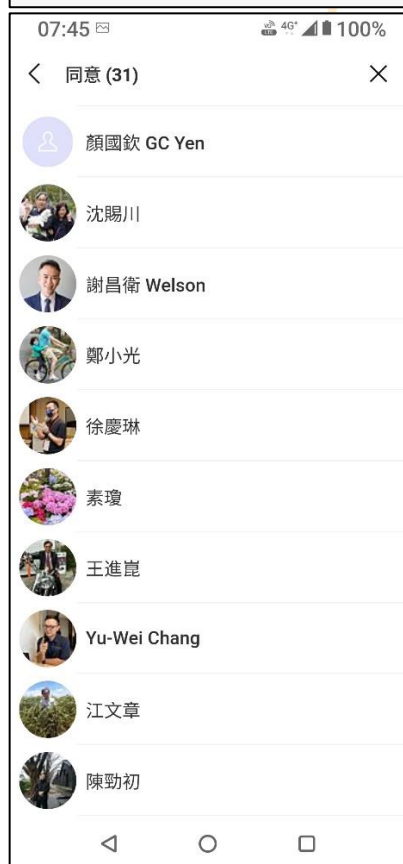 07:45 4G+ 100%
同意 (31)
顏國欽 GC Yen
沈賜川
謝昌衛 Welson
鄭小光
徐慶琳
素瓊
王進崑
Yu-Wei Chang
江文章
陳勁初